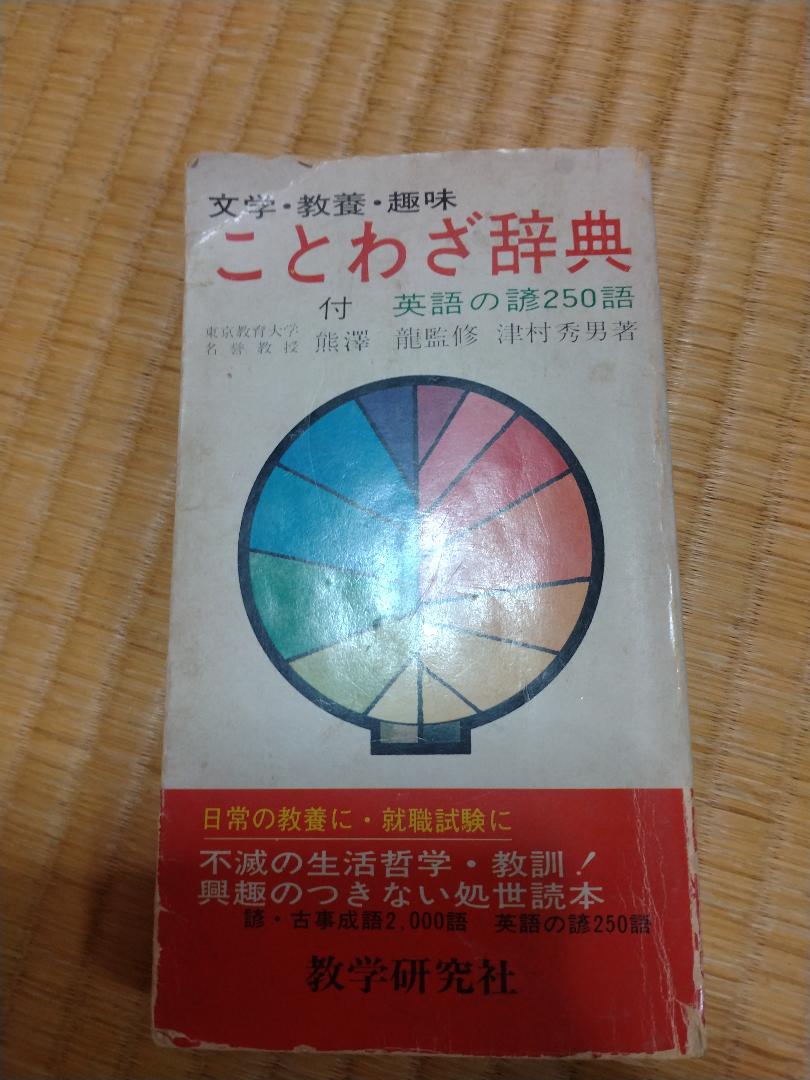 文学・教養・趣味
ことわざ辞典
付 英語の諺250語
東京教育大学
名誉教授 熊澤 龍監修 津村秀男著
日常の教養に・就職試験に
不滅の生活哲学・教訓!
興趣のつきない処世読本
諺・古事成語2,000語 英語の諺250語
教学研究社